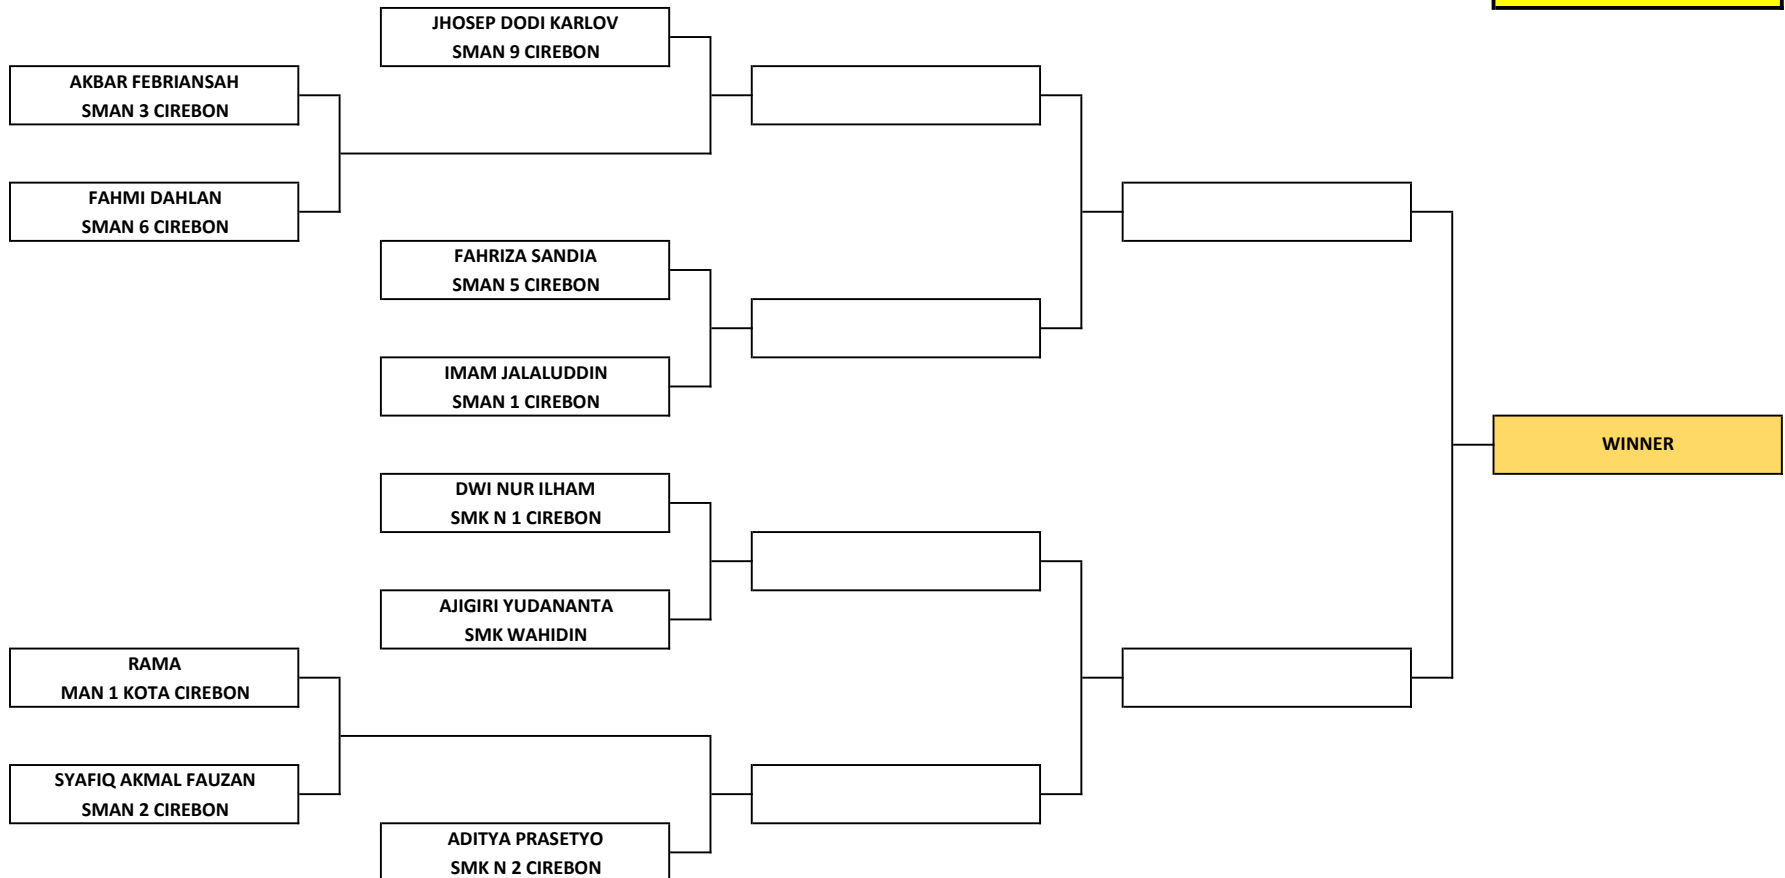 JHOSEP DODI KARLOV
SMAN 9 CIREBON
AKBAR FEBRIANSAH
SMAN 3 CIREBON
FAHMI DAHLAN
SMAN 6 CIREBON
FAHRIZA SANDIA
SMAN 5 CIREBON
IMAM JALALUDDIN
SMAN 1 CIREBON
WINNER
DWI NUR ILHAM
SMK N 1 CIREBON
AJIGIRI YUDANANTA
SMK WAHIDIN
RAMA
MAN 1 KOTA CIREBON
SYAFIQ AKMAL FAUZAN
SMAN 2 CIREBON
ADITYA PRASETYO
SMK N 2 CIREBON